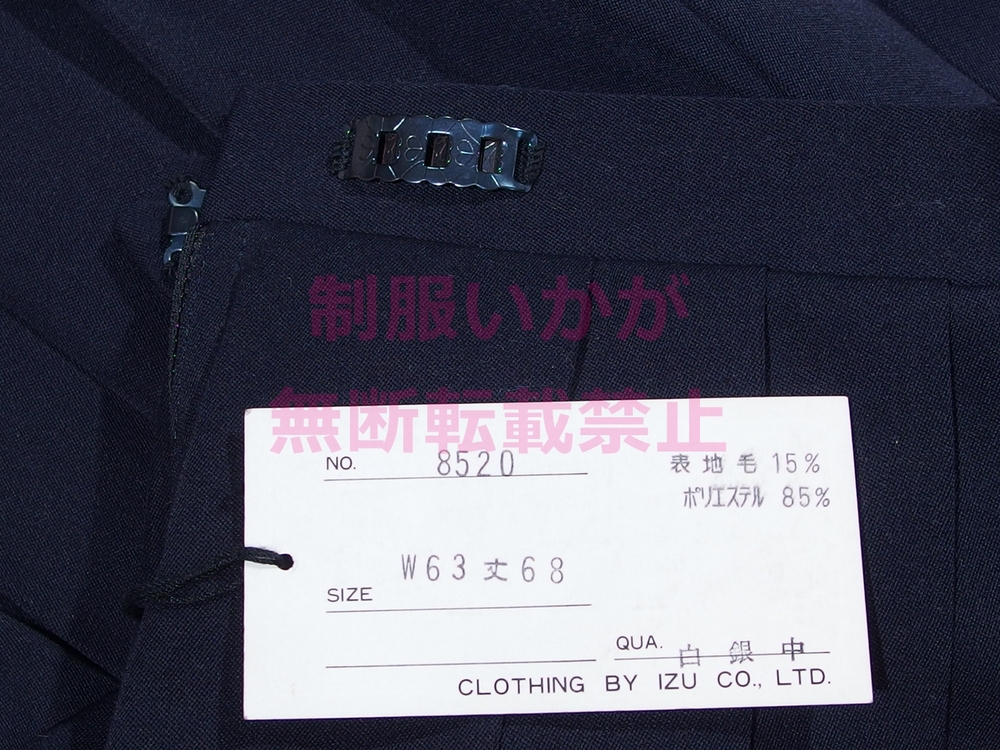 制服いかが
無断転載禁止
NO. 8520
表地毛 15%
ポリエステル 85%
SIZE W63 丈68
QUA. 白銀中
CLOTHING BY IZU CO., LTD.